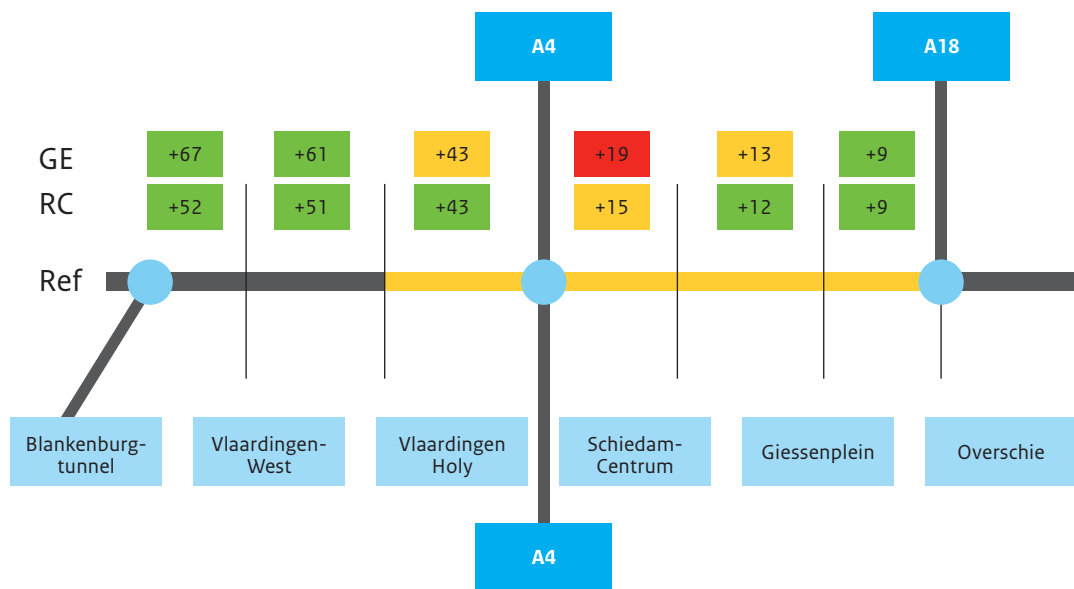 A4
A18
GE
+67
+61
+43
+19
+13
+9
RC
+52
+51
+43
+15
+12
+9
Ref
Blankenburg-
tunnel
Vlaardingen-
West
Vlaardingen
Holy
Schiedam-
Centrum
Giessenplein
Overschie
A4